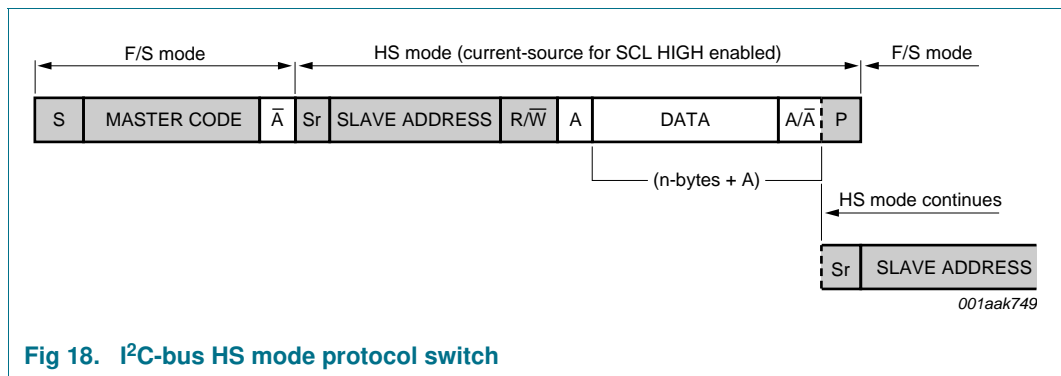 F/S mode HS mode (current-source for SCL HIGH enabled) F/S mode
S MASTER CODE A̅ Sr SLAVE ADDRESS R/W̅ A DATA A/A̅ P
(n-bytes + A)
HS mode continues
Sr SLAVE ADDRESS
001aak749
Fig 18. I²C-bus HS mode protocol switch